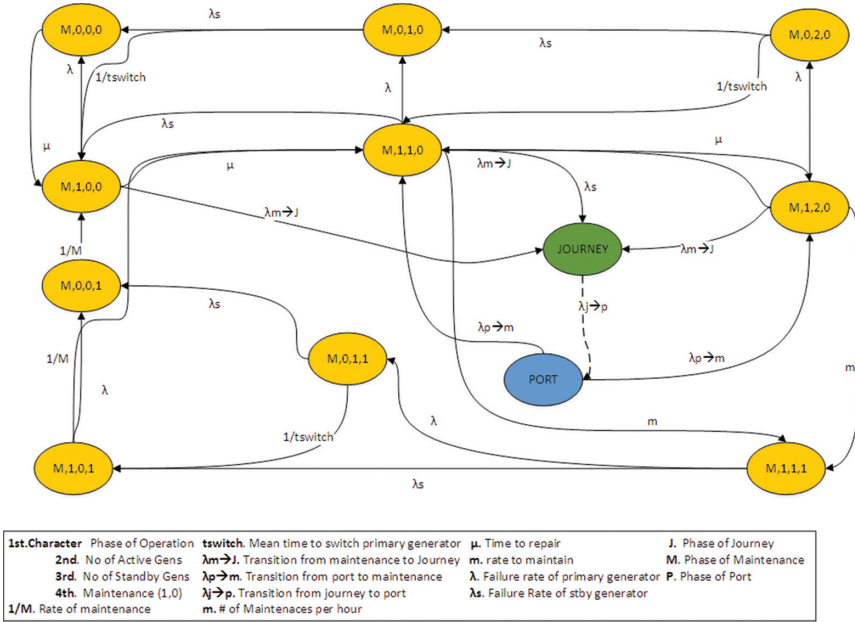 λs
λs
M,0,0,0
M,0,1,0
M,0,2,0
λ
1/tswitch
λ
1/tswitch
λ
λs
μ
μ
μ
M,1,0,0
M,1,1,0
λm→J
λs
M,1,2,0
λm→J
JOURNEY
λm→J
1/M
M,0,0,1
λs
λj→p
λp→m
1/M
M,0,1,1
λp→m
PORT
m
λ
λ
m
1/tswitch
M,1,0,1
λs
M,1,1,1
1st.Character Phase of Operation tswitch. Mean time to switch primary generator μ. Time to repair J. Phase of Journey
2nd. No of Active Gens λm→J. Transition from maintenance to Journey m. rate to maintain M. Phase of Maintenance
3rd. No of Standby Gens λp→m. Transition from port to maintenance λ. Failure rate of primary generator P. Phase of Port
4th. Maintenance (1,0) λj→p. Transition from journey to port λs. Failure Rate of stby generator
1/M. Rate of maintenance m. # of Maintenaces per hour